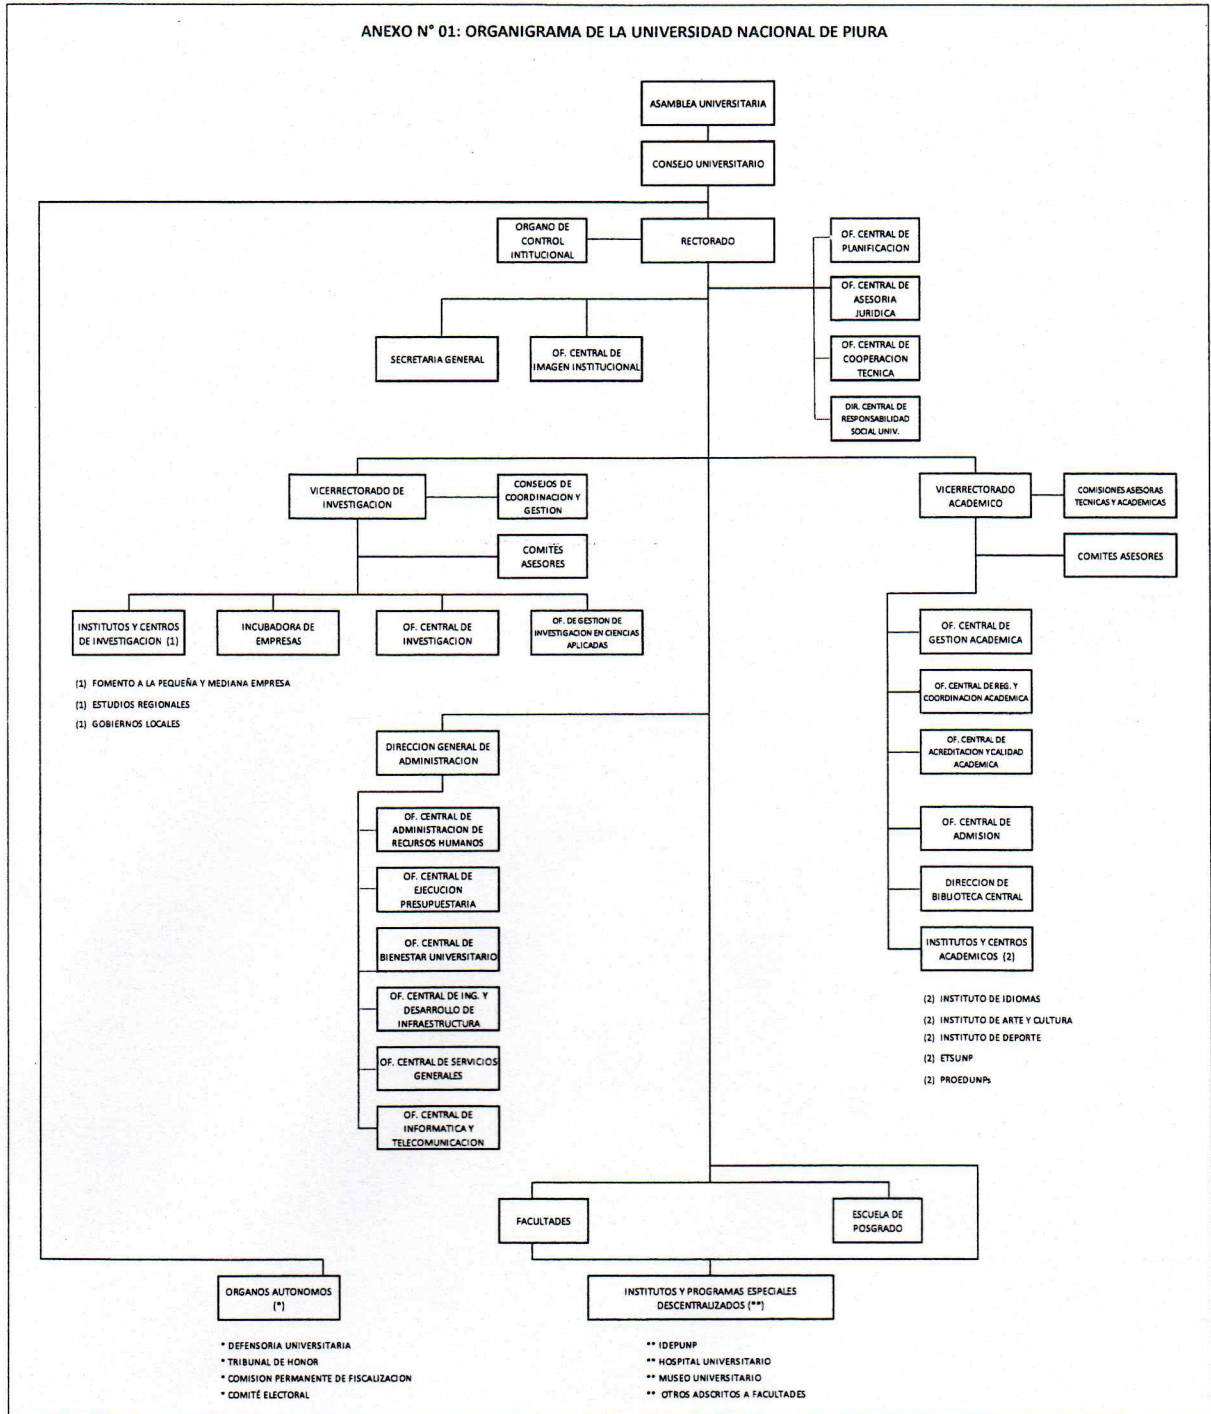 ANEXO N° 01: ORGANIGRAMA DE LA UNIVERSIDAD NACIONAL DE PIURA
ASAMBLEA UNIVERSITARIA
CONSEJO UNIVERSITARIO
ORGANO DE
CONTROL
INTITUCIONAL
RECTORADO
OF. CENTRAL DE
PLANIFICACION
OF. CENTRAL DE
ASESORIA
JURIDICA
OF. CENTRAL DE
COOPERACION
TECNICA
DIR. CENTRAL DE
RESPONSABILIDAD
SOCIAL UNIV.
SECRETARIA GENERAL
OF. CENTRAL DE
IMAGEN INSTITUCIONAL
VICERRECTORADO DE
INVESTIGACION
CONSEJOS DE
COORDINACION Y
GESTION
COMITES
ASESORES
VICERRECTORADO
ACADEMICO
COMISIONES ASESORAS
TECNICAS Y ACADEMICAS
COMITES ASESORES
INSTITUTOS Y CENTROS
DE INVESTIGACION (1)
INCUBADORA DE
EMPRESAS
OF. CENTRAL DE
INVESTIGACION
OF. DE GESTION DE
INVESTIGACION EN CIENCIAS
APLICADAS
(1) FOMENTO A LA PEQUEÑA Y MEDIANA EMPRESA
(1) ESTUDIOS REGIONALES
(1) GOBIERNOS LOCALES
OF. CENTRAL DE
GESTION ACADEMICA
OF. CENTRAL DE REG. Y
COORDINACION ACADEMICA
OF. CENTRAL DE
ACREDITACION Y CALIDAD
ACADEMICA
OF. CENTRAL DE
ADMISION
DIRECCION DE
BIBLIOTECA CENTRAL
INSTITUTOS Y CENTROS
ACADEMICOS (2)
(2) INSTITUTO DE IDIOMAS
(2) INSTITUTO DE ARTE Y CULTURA
(2) INSTITUTO DE DEPORTE
(2) ETSUNP
(2) PROEDUNPs
DIRECCION GENERAL DE
ADMINISTRACION
OF. CENTRAL DE
ADMINISTRACION DE
RECURSOS HUMANOS
OF. CENTRAL DE
EJECUCION
PRESUPUESTARIA
OF. CENTRAL DE
BIENESTAR UNIVERSITARIO
OF. CENTRAL DE ING. Y
DESARROLLO DE
INFRAESTRUCTURA
OF. CENTRAL DE SERVICIOS
GENERALES
OF. CENTRAL DE
INFORMATICA Y
TELECOMUNICACION
FACULTADES
ESCUELA DE
POSGRADO
ORGANOS AUTONOMOS
(*)
INSTITUTOS Y PROGRAMAS ESPECIALES
DESCENTRALIZADOS (**)
* DEFENSORIA UNIVERSITARIA
* TRIBUNAL DE HONOR
* COMISION PERMANENTE DE FISCALIZACION
* COMITÉ ELECTORAL
** IDEPUNP
** HOSPITAL UNIVERSITARIO
** MUSEO UNIVERSITARIO
** OTROS ADSCRITOS A FACULTADES